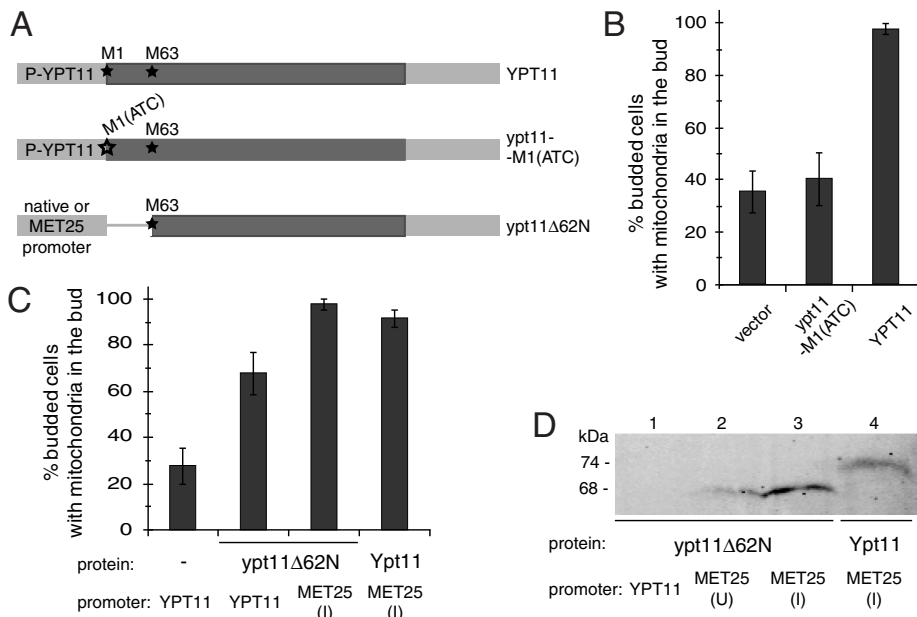 A
M1 M63
P-YPT11 YPT11
M1(ATC) M63
P-YPT11 ypt11-
-M1(ATC)
native or M63
MET25 ypt11Δ62N
promoter
B
% budded cells
with mitochondria in the bud
100
80
60
40
20
0
vector
ypt11
-M1(ATC)
YPT11
C
% budded cells
with mitochondria in the bud
100
80
60
40
20
0
protein: - ypt11Δ62N Ypt11
promoter: YPT11 YPT11 MET25 MET25
(I) (I)
D
1 2 3 4
kDa
74 -
68 -
protein: ypt11Δ62N Ypt11
promoter: YPT11 MET25 MET25 MET25
(U) (I) (I)